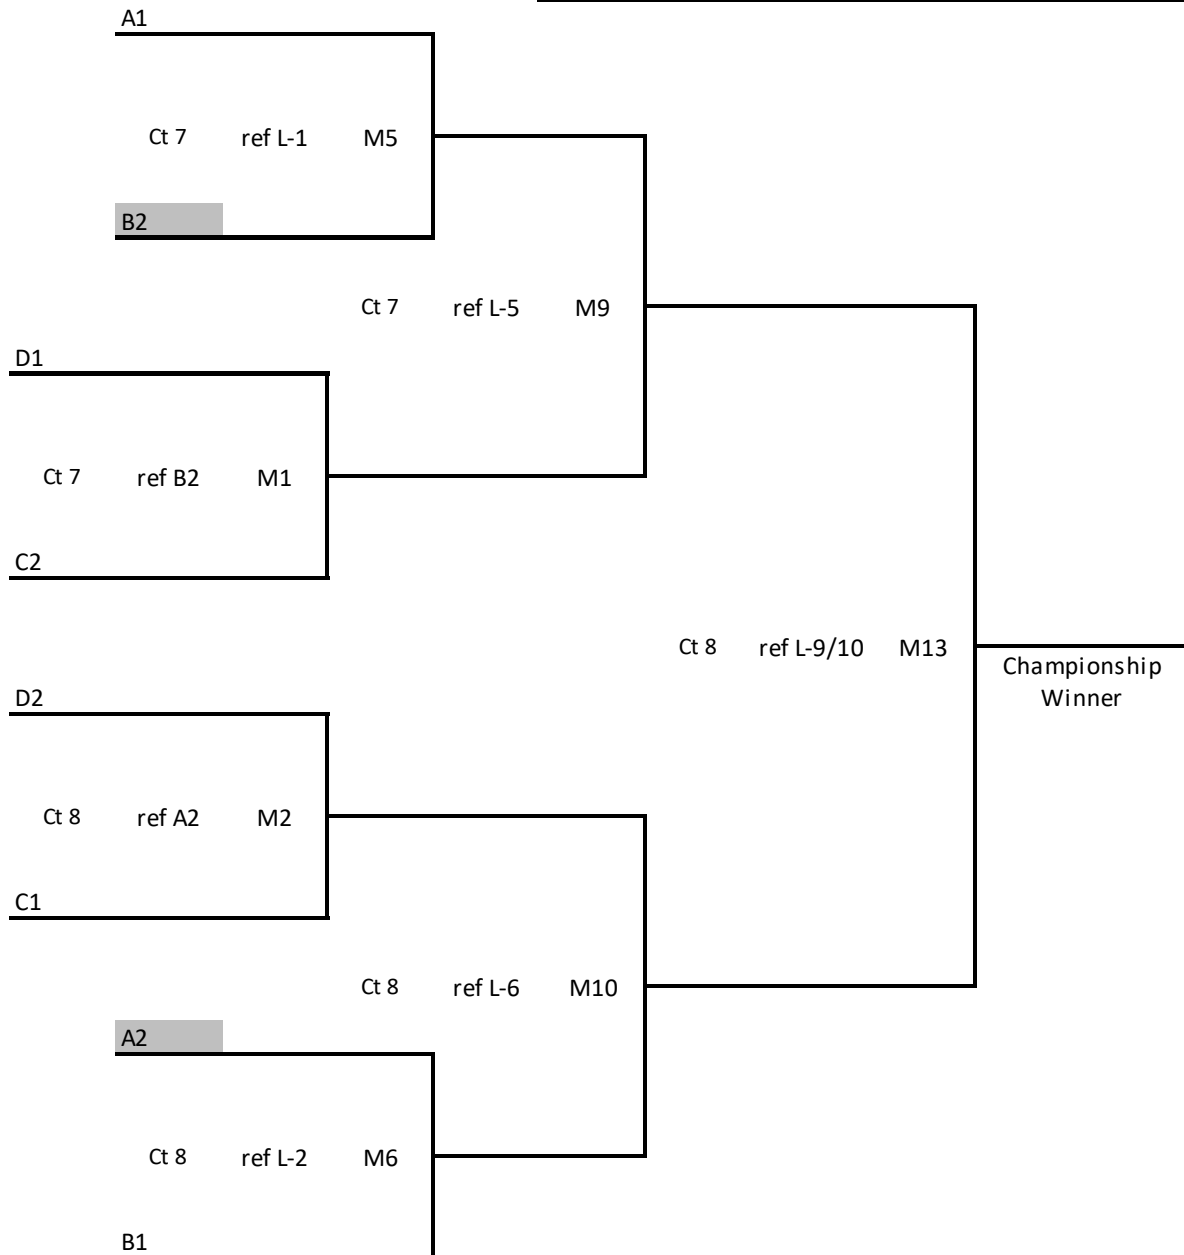 A1
Ct 7 ref L-1 M5
B2
Ct 7 ref L-5 M9
D1
Ct 7 ref B2 M1
C2
Ct 8 ref L-9/10 M13
Championship
Winner
D2
Ct 8 ref A2 M2
C1
Ct 8 ref L-6 M10
A2
Ct 8 ref L-2 M6
B1